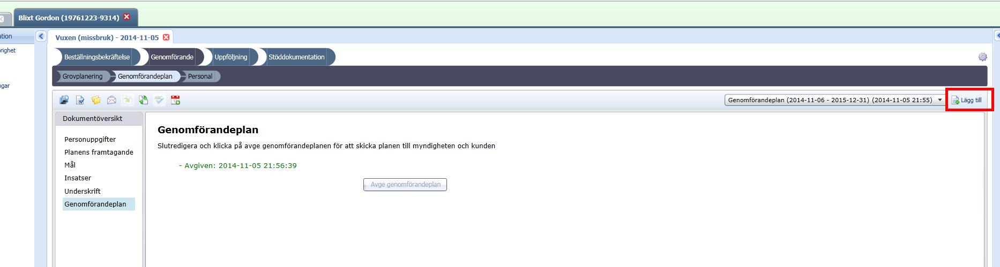 Blixt Gordon (19761223-9314)
ation
Vuxen (missbruk) - 2014-11-05
righet
Beställningsbekräftelse Genomförande Uppföljning Stöddokumentation
ngar
Grovplanering Genomförandeplan Personal
Genomförandeplan (2014-11-06 - 2015-12-31) (2014-11-05 21:55) Lägg till
Dokumentöversikt
Personuppgifter
Planens framtagande
Mål
Insatser
Underskrift
Genomförandeplan
Genomförandeplan
Slutredigera och klicka på avge genomförandeplanen för att skicka planen till myndigheten och kunden
- Avgiven: 2014-11-05 21:56:39
Avge genomförandeplan